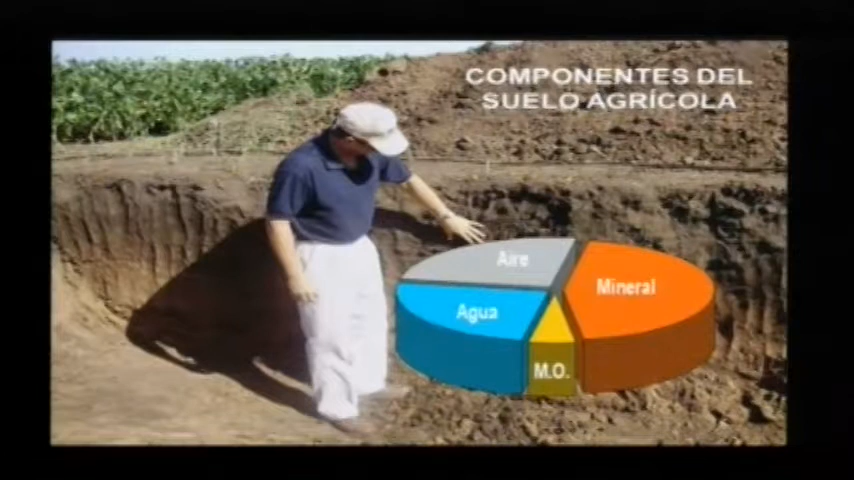 COMPONENTES DEL
SUELO AGRÍCOLA
Aire
Mineral
Agua
M.O.